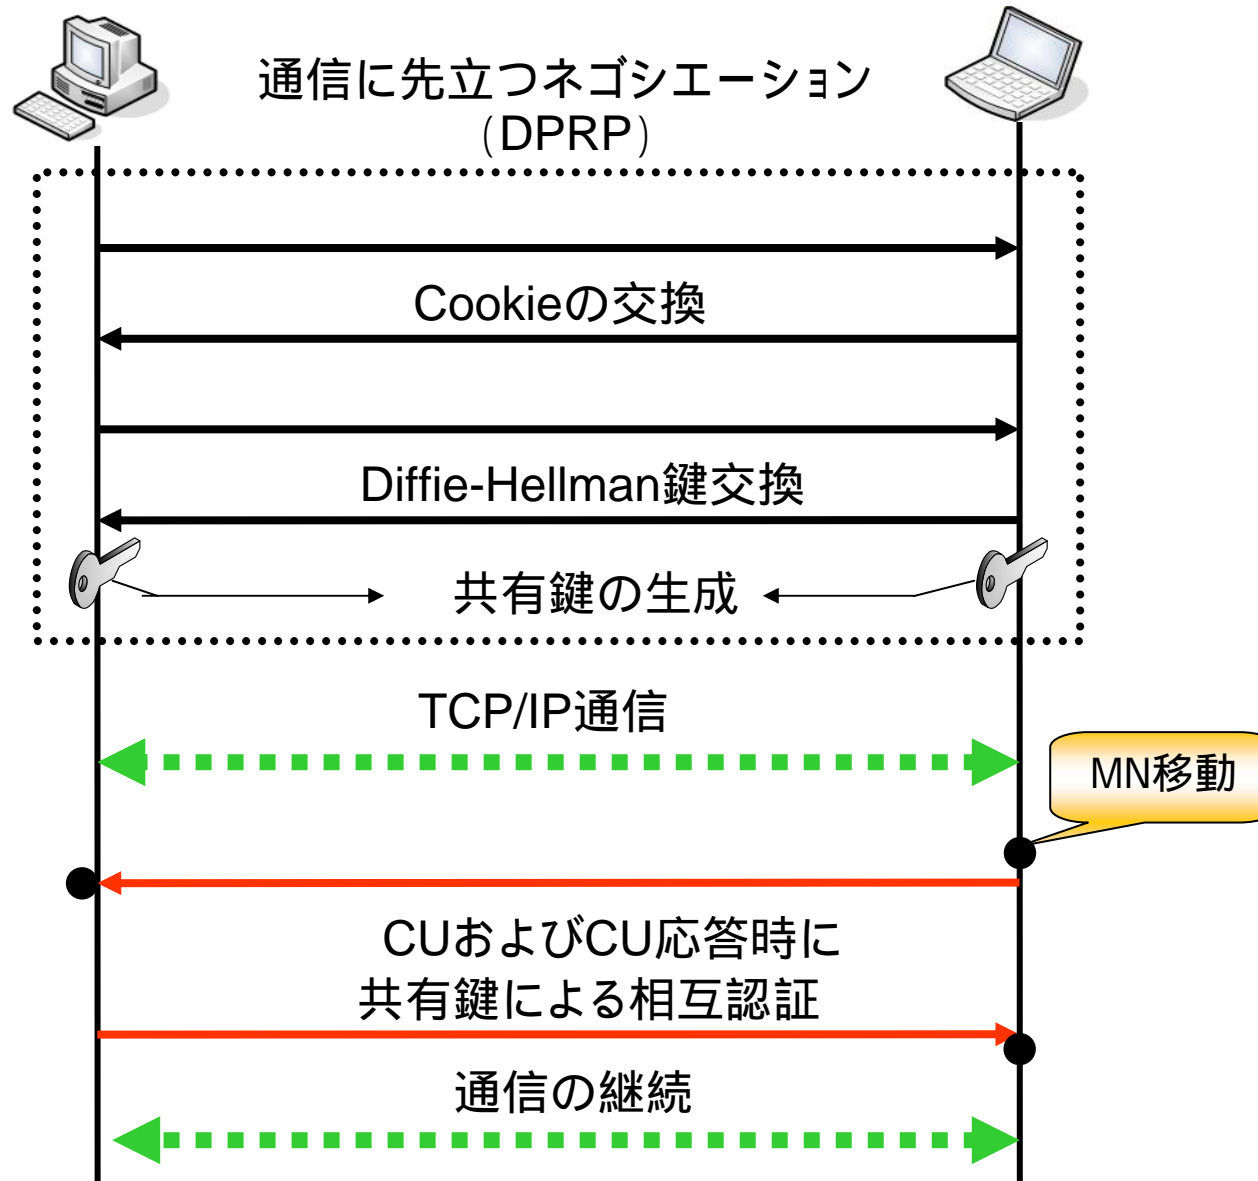 通信に先立つネゴシエーション
(DPRP)
Cookieの交換
Diffie-Hellman鍵交換
共有鍵の生成
TCP/IP通信
MN移動
CUおよびCU応答時に
共有鍵による相互認証
通信の継続